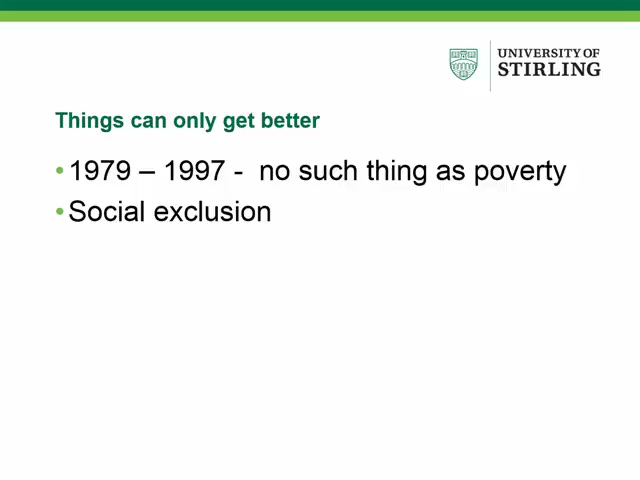 UNIVERSITY OF
STIRLING
Things can only get better
•1979 – 1997 -  no such thing as poverty
•Social exclusion